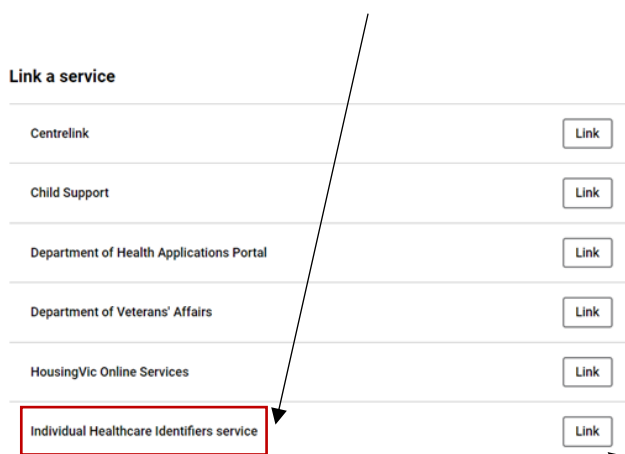 Link a service
Centrelink Link
Child Support Link
Department of Health Applications Portal Link
Department of Veterans' Affairs Link
HousingVic Online Services Link
Individual Healthcare Identifiers service Link